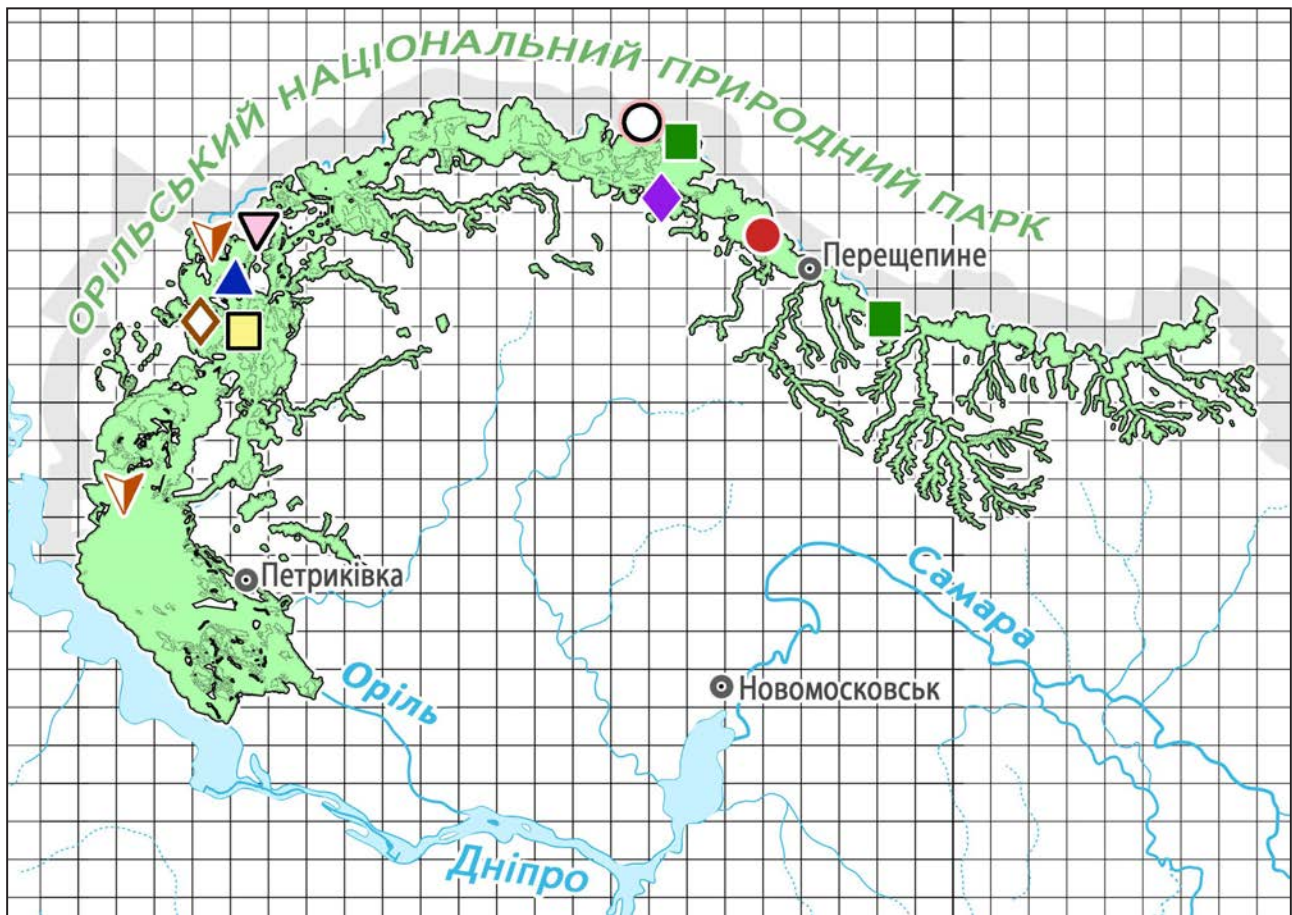 ОРІЛЬСЬКИЙ НАЦІОНАЛЬНИЙ ПРИРОДНИЙ ПАРК
Перещепине
Петриківка
Самара
Оріль
Новомосковськ
Дніпро